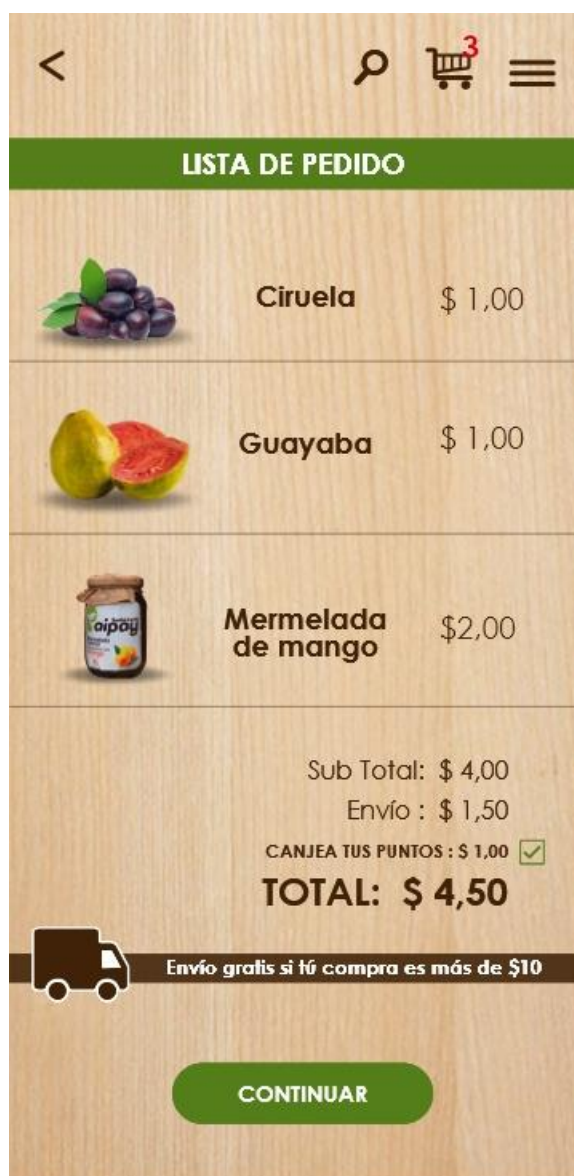 <
3
LISTA DE PEDIDO
Ciruela $ 1,00
Guayaba $ 1,00
aipay
Mermelada
de mango
$2,00
Sub Total: $ 4,00
Envío : $ 1,50
CANJEA TUS PUNTOS : $ 1,00
TOTAL: $ 4,50
Envío gratis si tú compra es más de $10
CONTINUAR